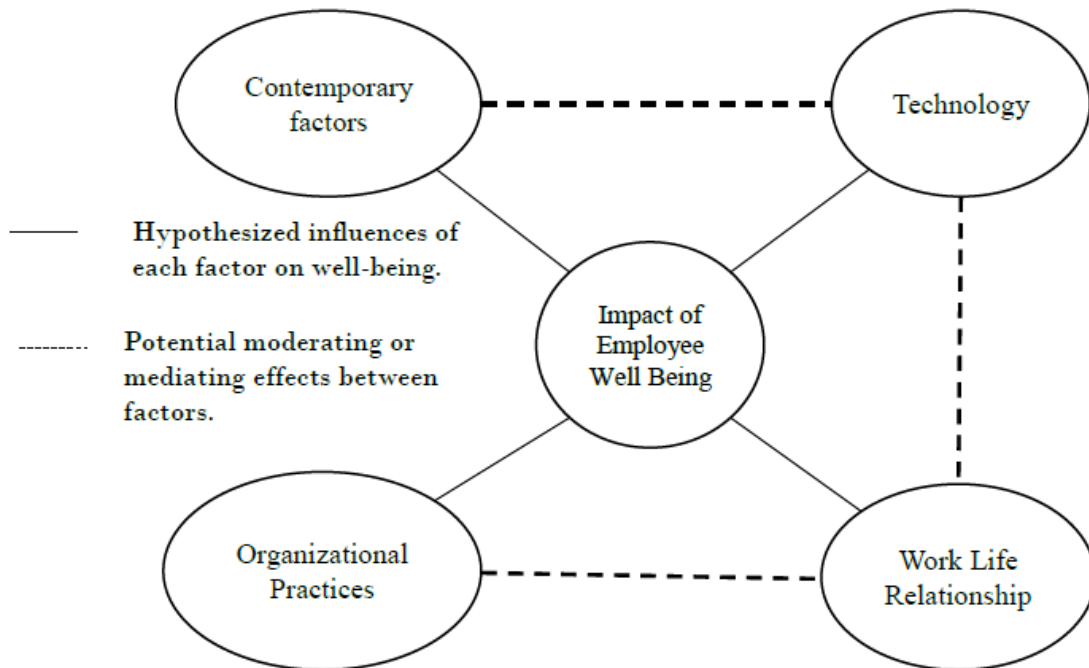 Contemporary
factors
Technology
Hypothesized influences of
each factor on well-being.
Potential moderating or
mediating effects between
factors.
Impact of
Employee
Well Being
Organizational
Practices
Work Life
Relationship